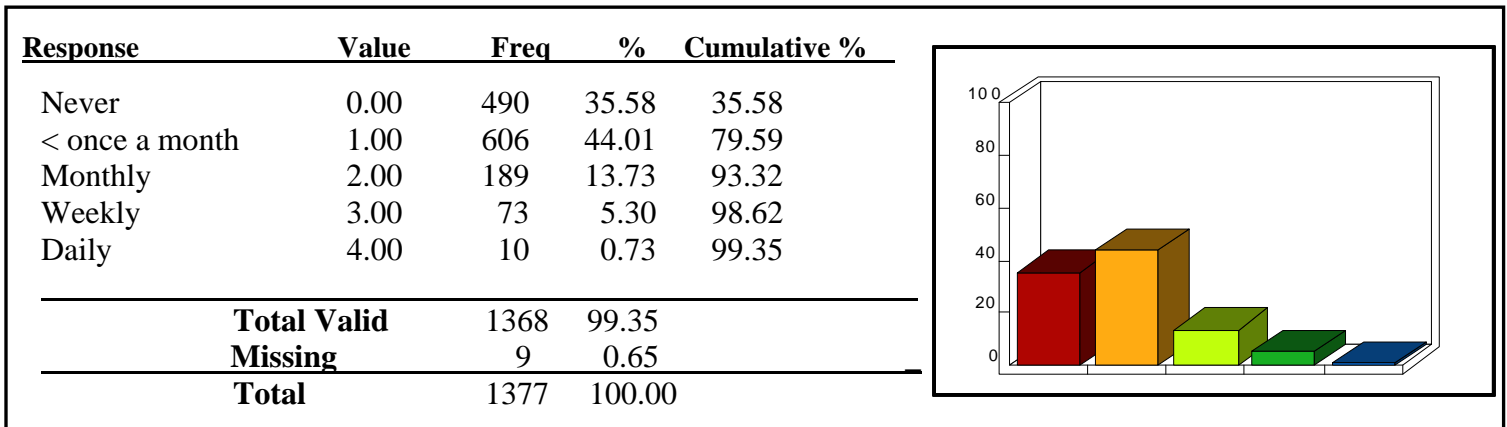 Response Value Freq % Cumulative %
Never 0.00 490 35.58 35.58
< once a month 1.00 606 44.01 79.59
Monthly 2.00 189 13.73 93.32
Weekly 3.00 73 5.30 98.62
Daily 4.00 10 0.73 99.35
Total Valid 1368 99.35
Missing 9 0.65
Total 1377 100.00
100
80
60
40
20
0